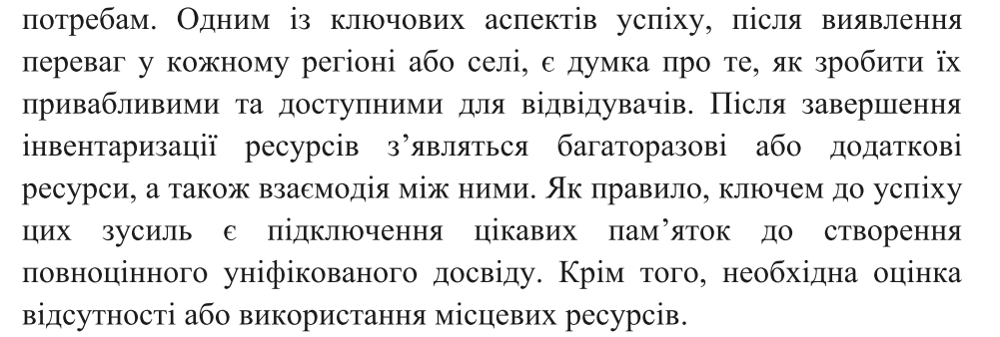 потребам. Одним із ключових аспектів успіху, після виявлення
переваг у кожному регіоні або селі, є думка про те, як зробити їх
привабливими та доступними для відвідувачів. Після завершення
інвентаризації ресурсів з’являться багаторазові або додаткові
ресурси, а також взаємодія між ними. Як правило, ключем до успіху
цих зусиль є підключення цікавих пам’яток до створення
повноцінного уніфікованого досвіду. Крім того, необхідна оцінка
відсутності або використання місцевих ресурсів.